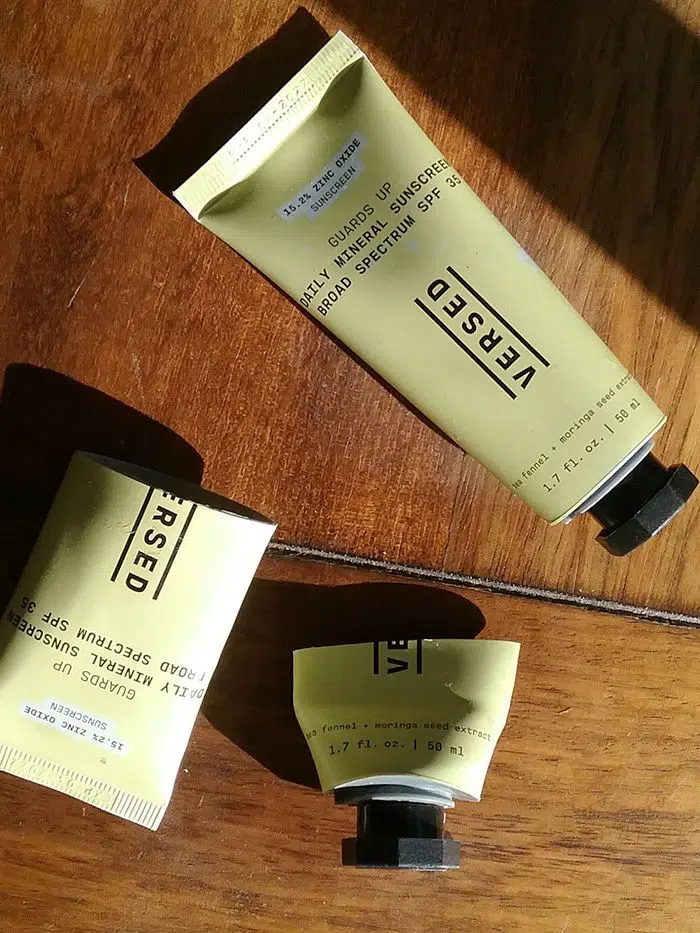 15.2% ZINC OXIDE
SUNSCREEN
GUARDS UP
DAILY MINERAL SUNSCREEN
BROAD SPECTRUM SPF 35
VERSED
sea fennel + moringa seed extract
1.7 fl. oz. | 50 ml
15.2% ZINC OXIDE
SUNSCREEN
GUARDS UP
DAILY MINERAL SUNSCREEN
BROAD SPECTRUM SPF 35
VERSED
VE
sea fennel + moringa seed extract
1.7 fl. oz. | 50 ml